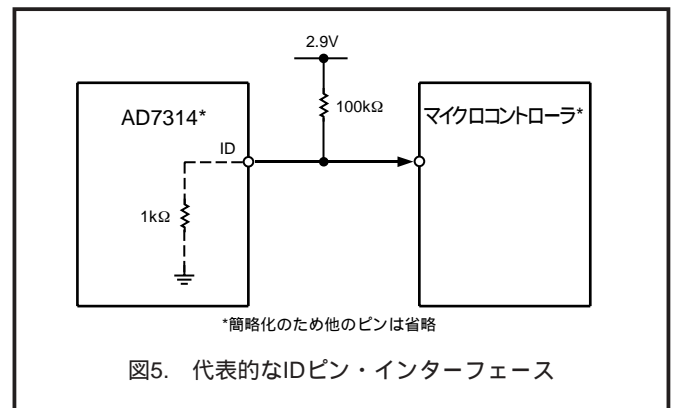 2.9V
100kΩ
AD7314*
マイクロコントローラ*
ID
1kΩ
*簡略化のため他のピンは省略
図5. 代表的なIDピン・インターフェース